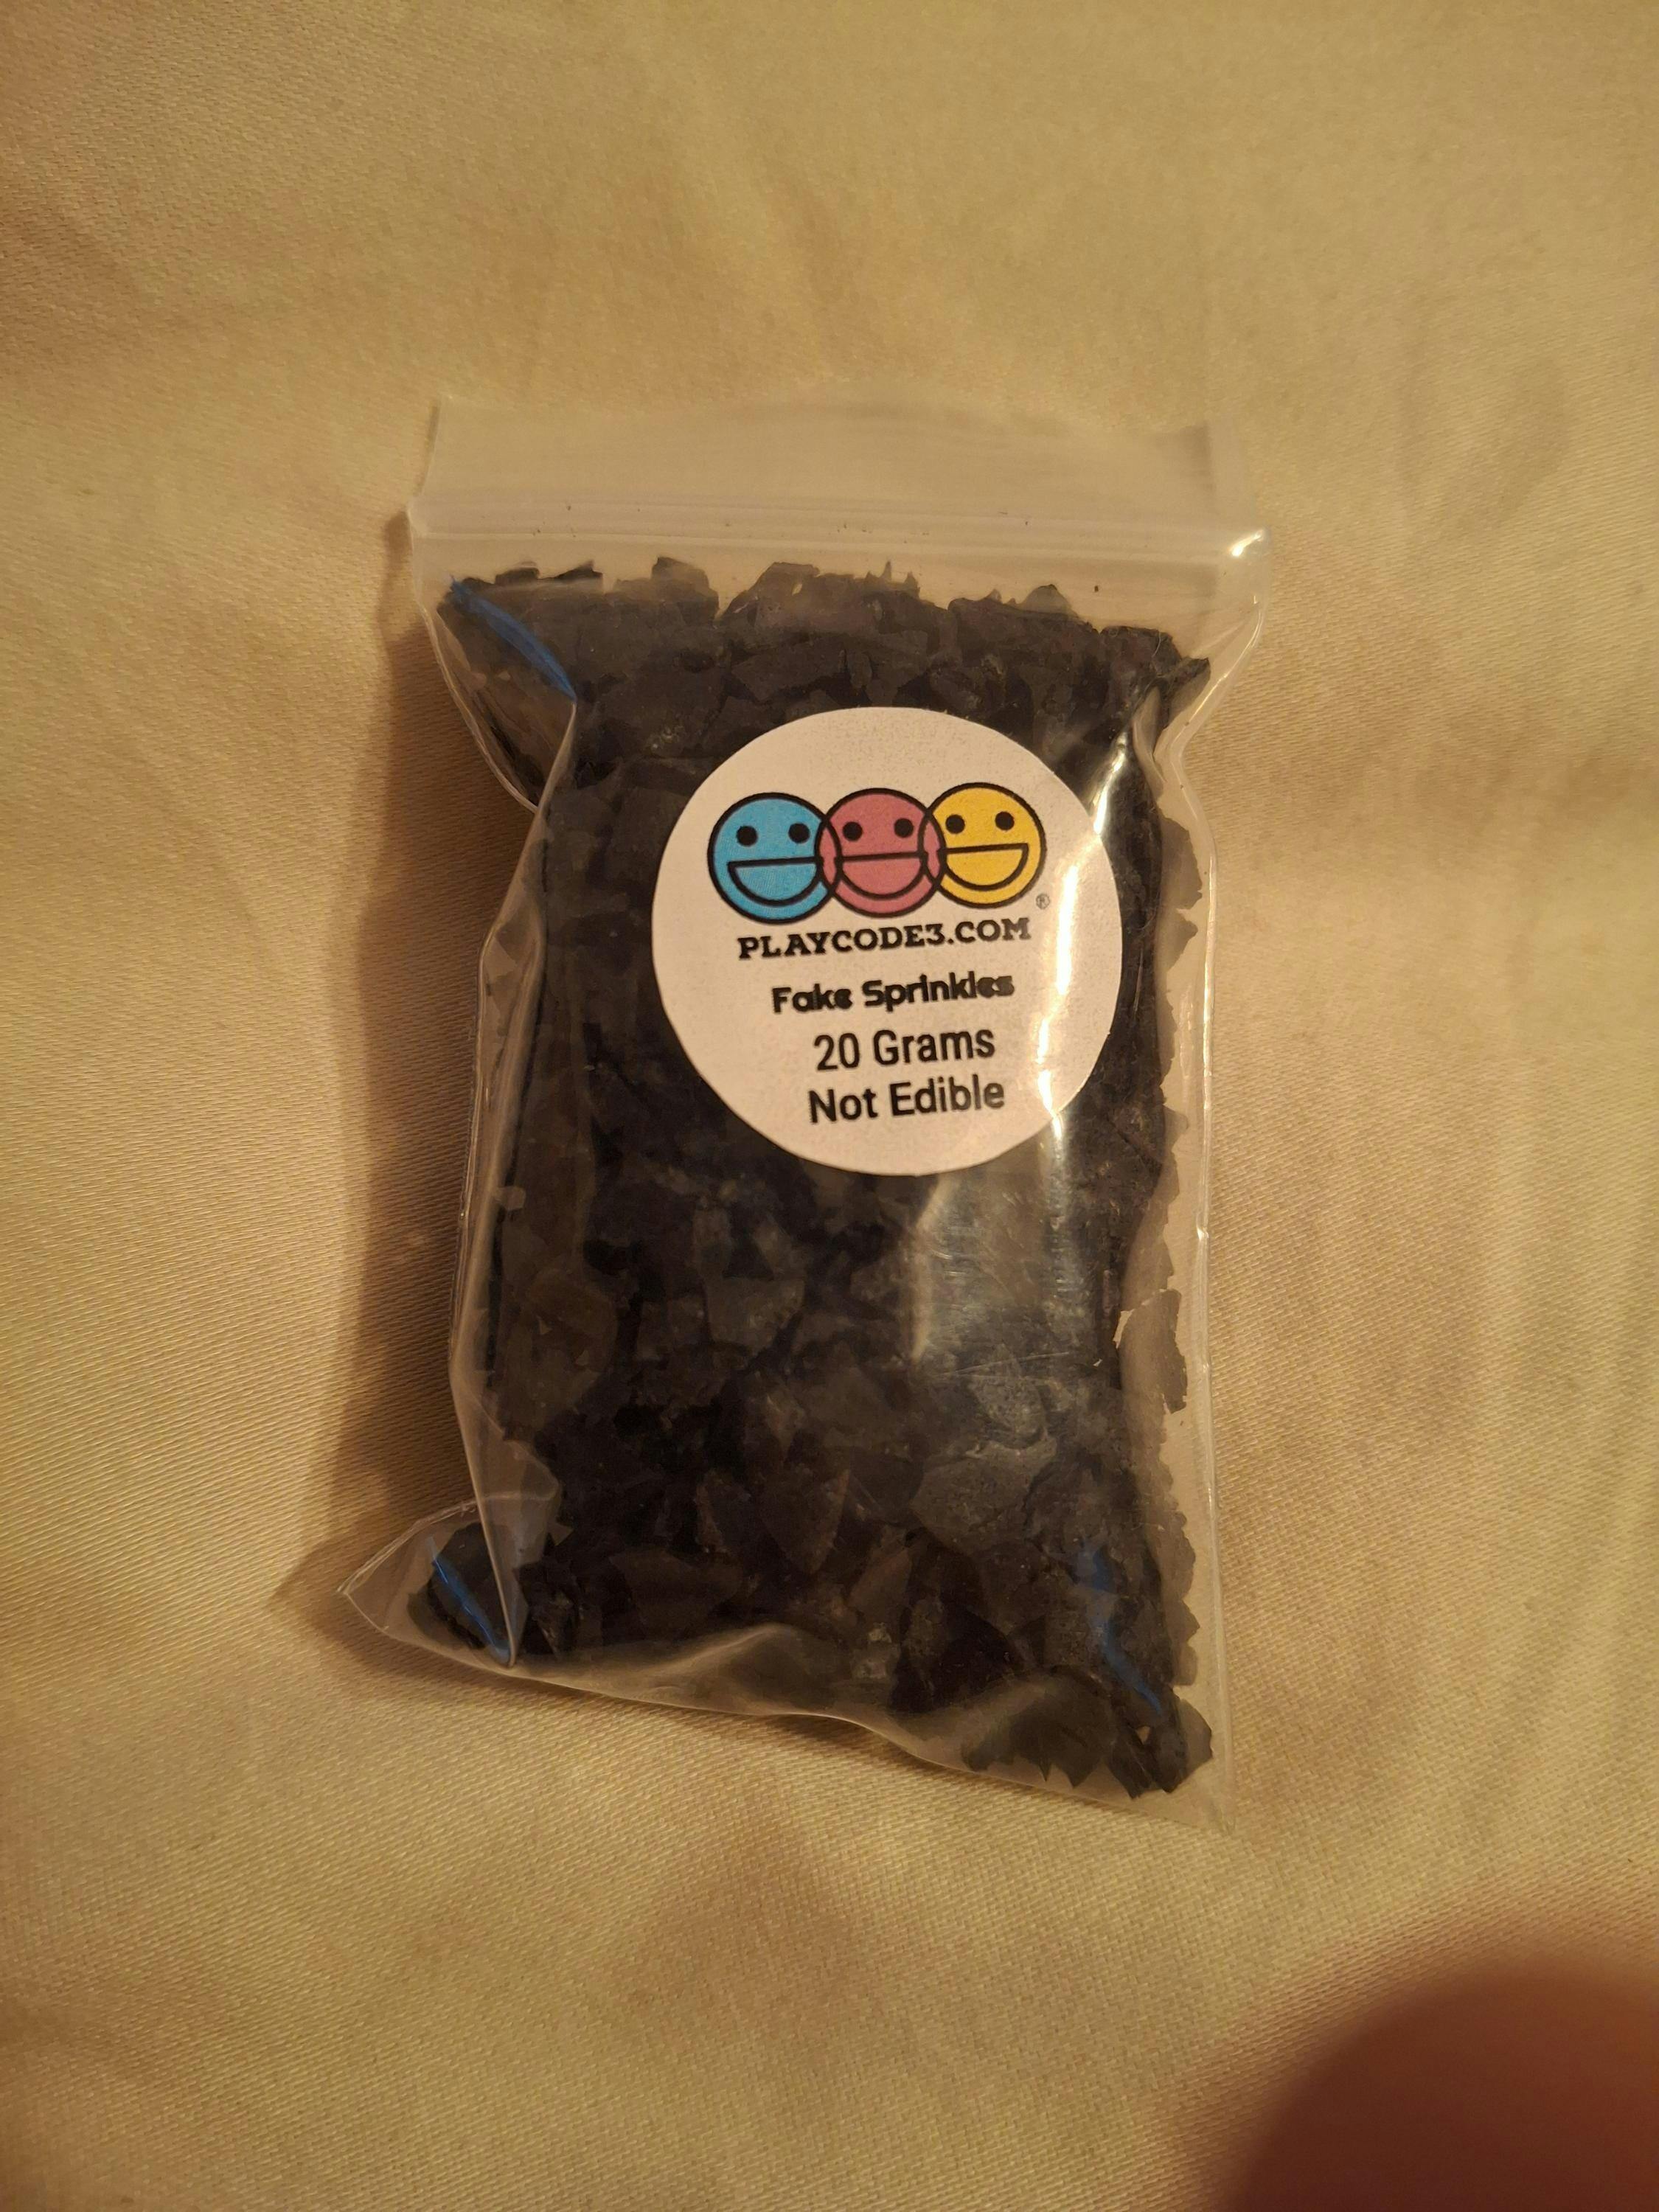 ®
PLAYCODE3.COM
Fake Sprinkles
20 Grams
Not Edible